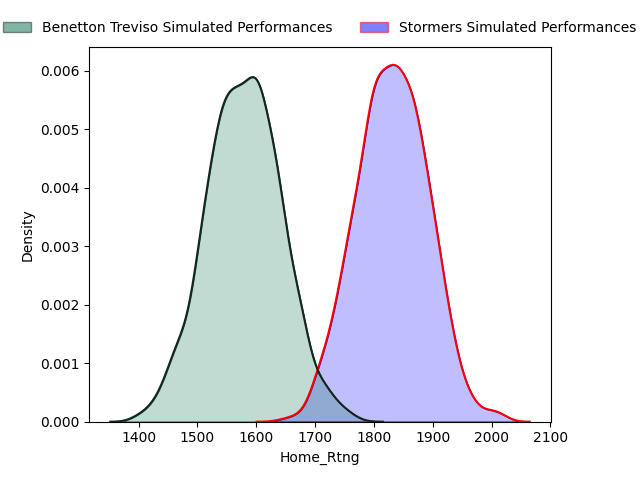 Benetton Treviso Simulated Performances Stormers Simulated Performances
0.006
0.005
0.004
0.003
0.002
0.001
0.000
Density
1400 1500 1600 1700 1800 1900 2000 2100
Home_Rtng